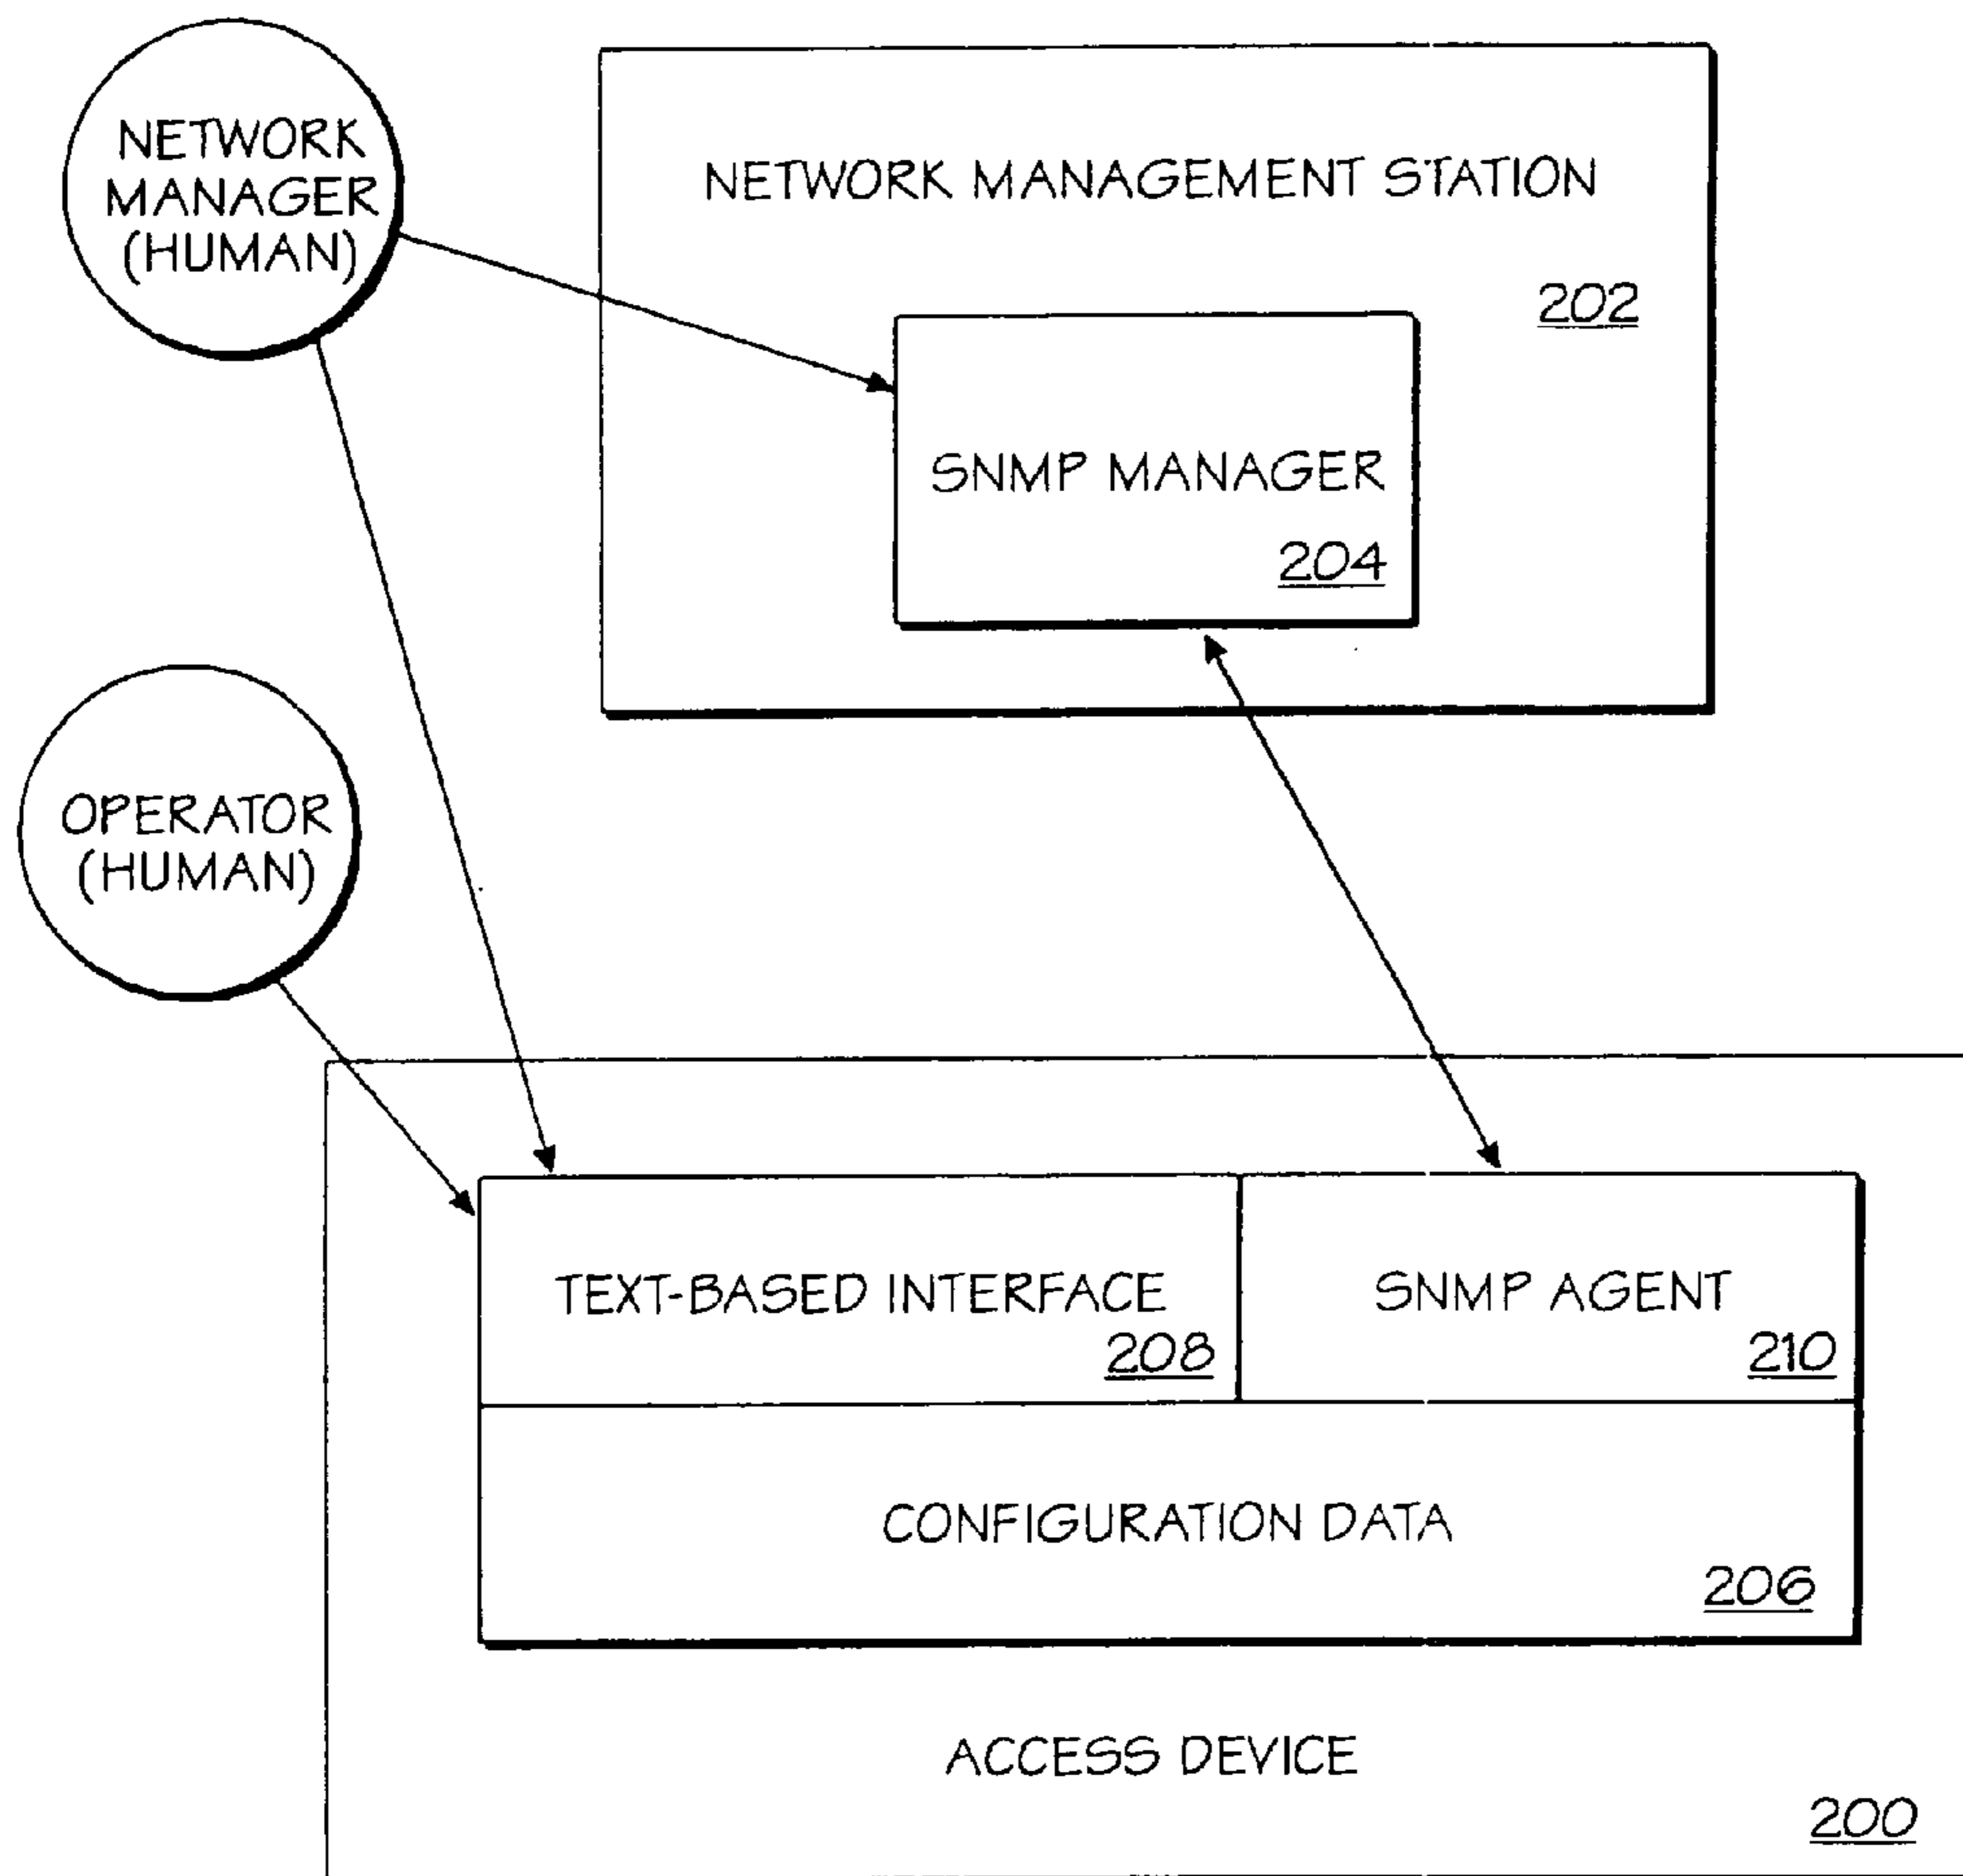 NETWORK
MANAGER
(HUMAN)
NETWORK MANAGEMENT STATION
202
SNMP MANAGER
204
OPERATOR
(HUMAN)
TEXT-BASED INTERFACE
208
SNMP AGENT
210
CONFIGURATION DATA
206
ACCESS DEVICE
200